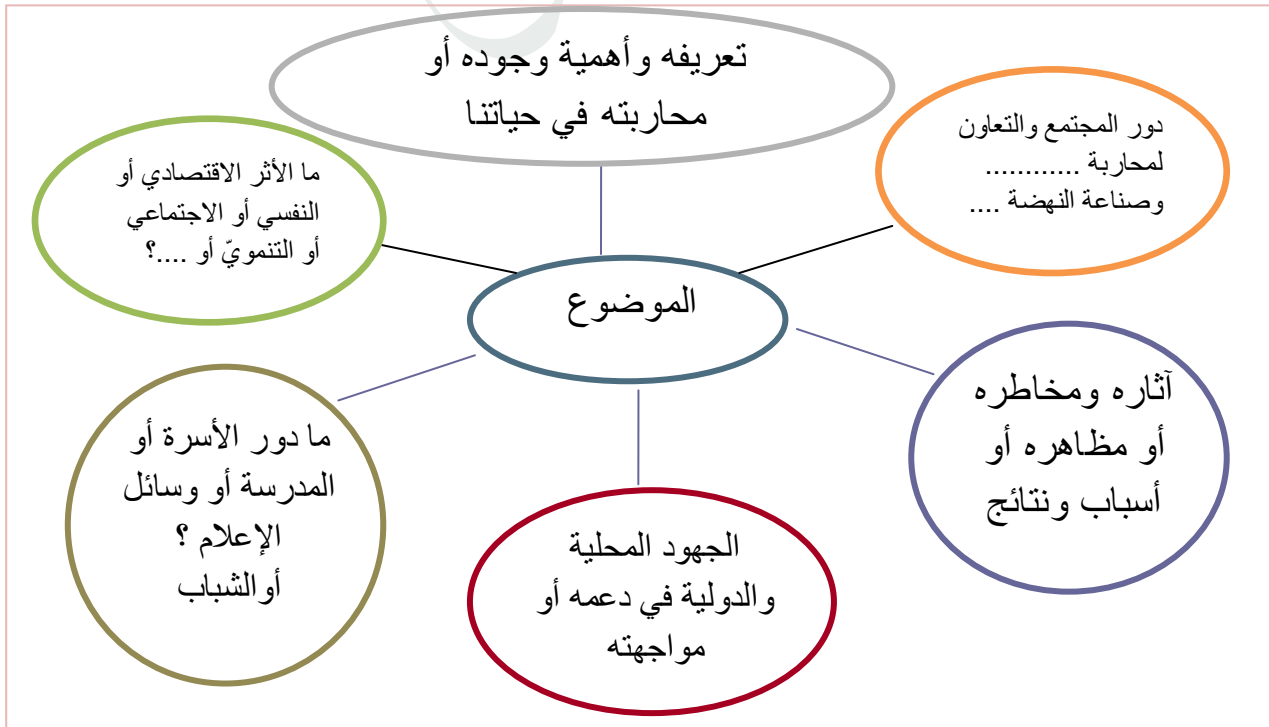 تعريفه وأهمية وجوده أو
محاربته في حياتنا
دور المجتمع والتعاون
لمحاربة ............
وصناعة النهضة ....
ما الأثر الاقتصادي أو
النفسي أو الاجتماعي
أو التنمويّ أو ....؟
الموضوع
آثاره ومخاطره
أو مظاهره أو
أسباب ونتائج
ما دور الأسرة أو
المدرسة أو وسائل
الإعلام ؟
أوالشباب
الجهود المحلية
والدولية في دعمه أو
مواجهته